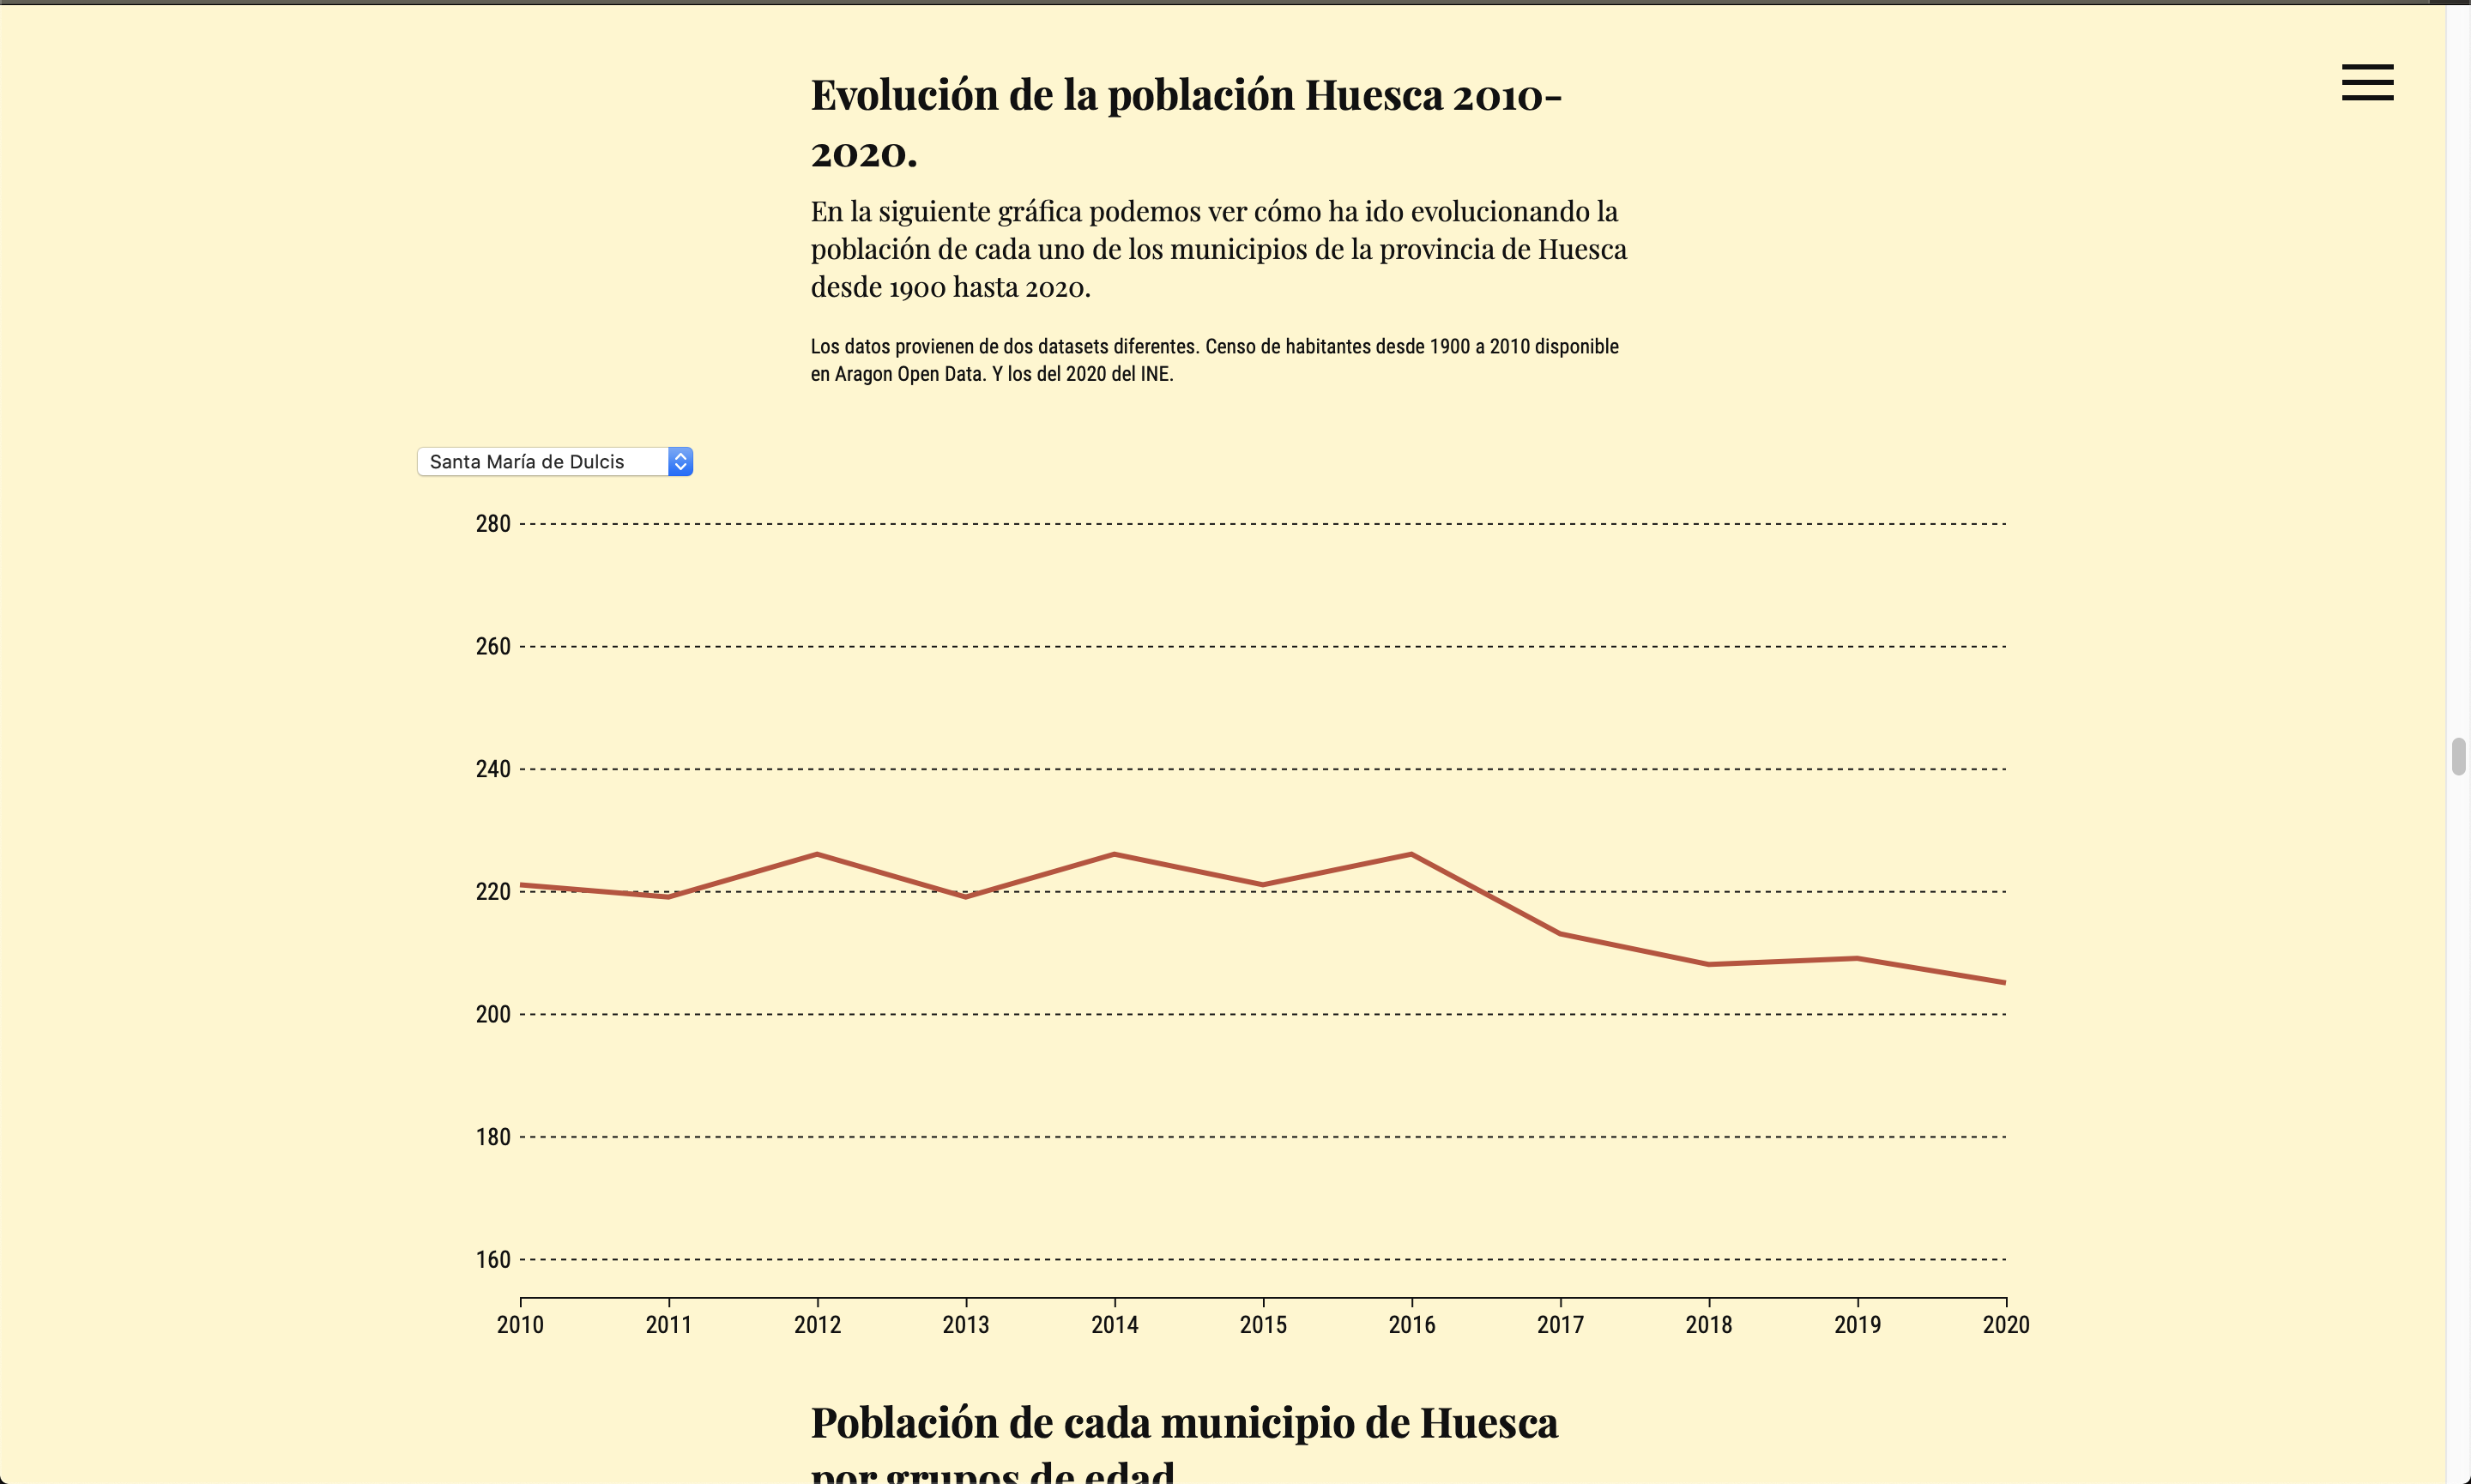 Evolución de la población Huesca 2010-
2020.
En la siguiente gráfica podemos ver cómo ha ido evolucionando la
población de cada uno de los municipios de la provincia de Huesca
desde 1900 hasta 2020.
Los datos provienen de dos datasets diferentes. Censo de habitantes desde 1900 a 2010 disponible
en Aragon Open Data. Y los del 2020 del INE.
Santa María de Dulcis
280
260
240
220
200
180
160
2010 2011 2012 2013 2014 2015 2016 2017 2018 2019 2020
Población de cada municipio de Huesca
por grupos de edad